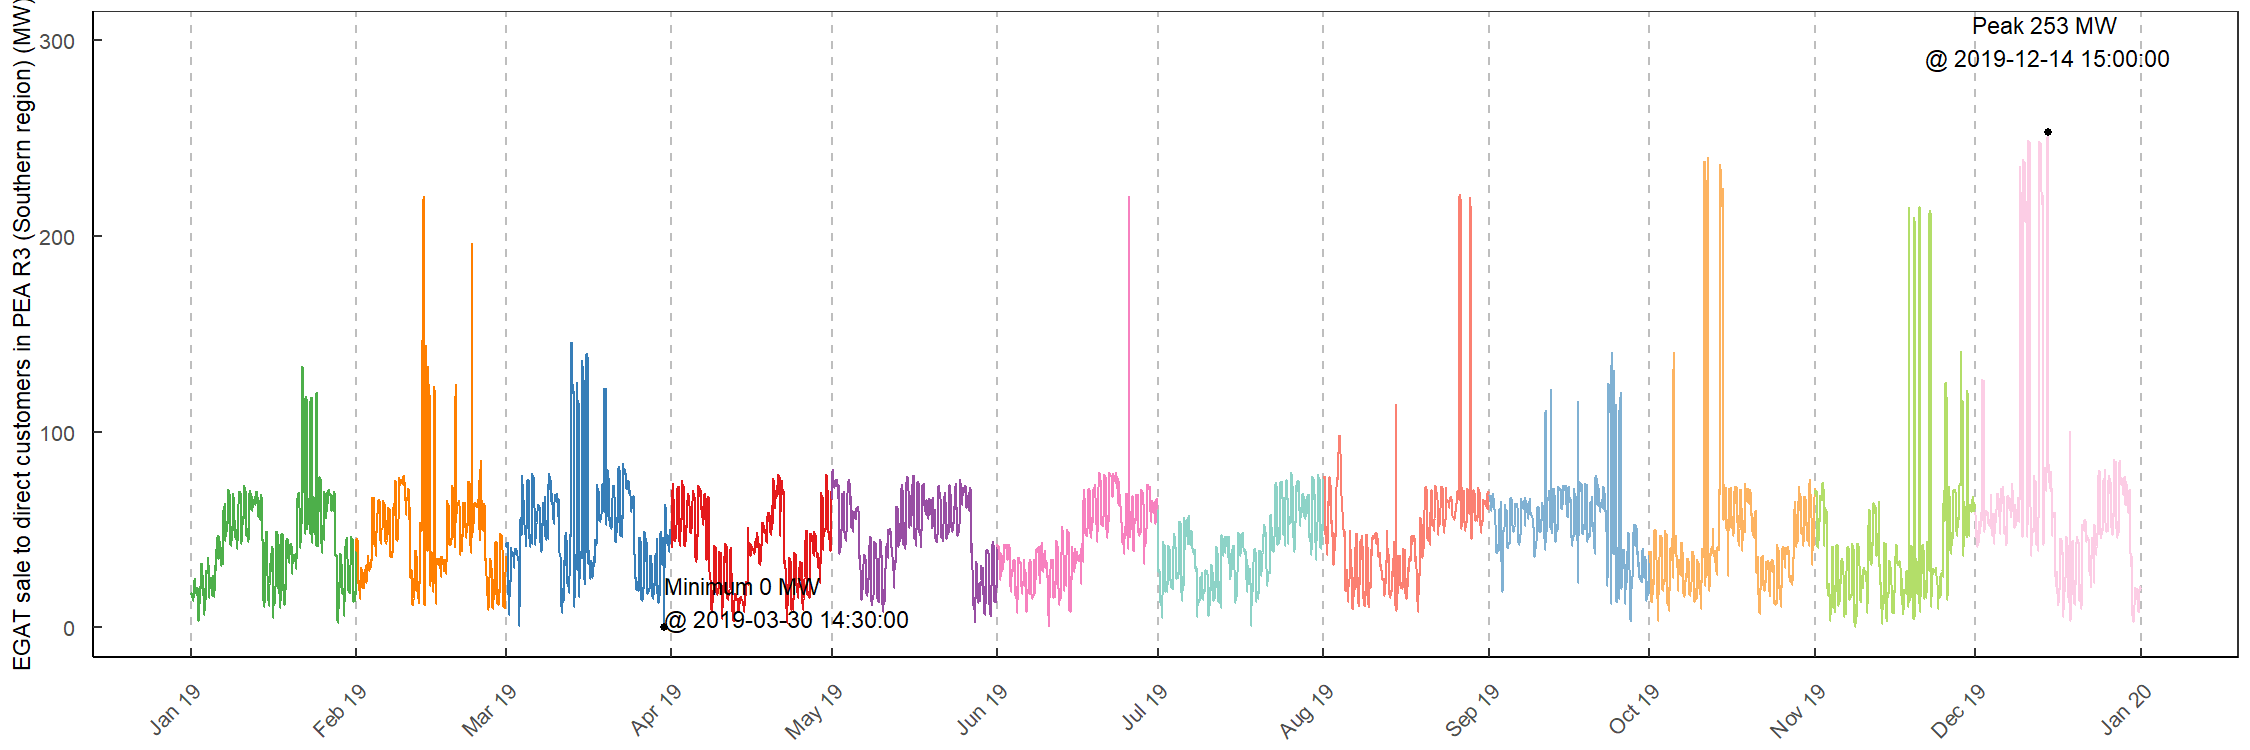 EGAT sale to direct customers in PEA R3 (Southern region) (MW)
300
200
100
0
Peak 253 MW
@ 2019-12-14 15:00:00
Minimum 0 MW
@ 2019-03-30 14:30:00
Jan 19
Feb 19
Mar 19
Apr 19
May 19
Jun 19
Jul 19
Aug 19
Sep 19
Oct 19
Nov 19
Dec 19
Jan 20